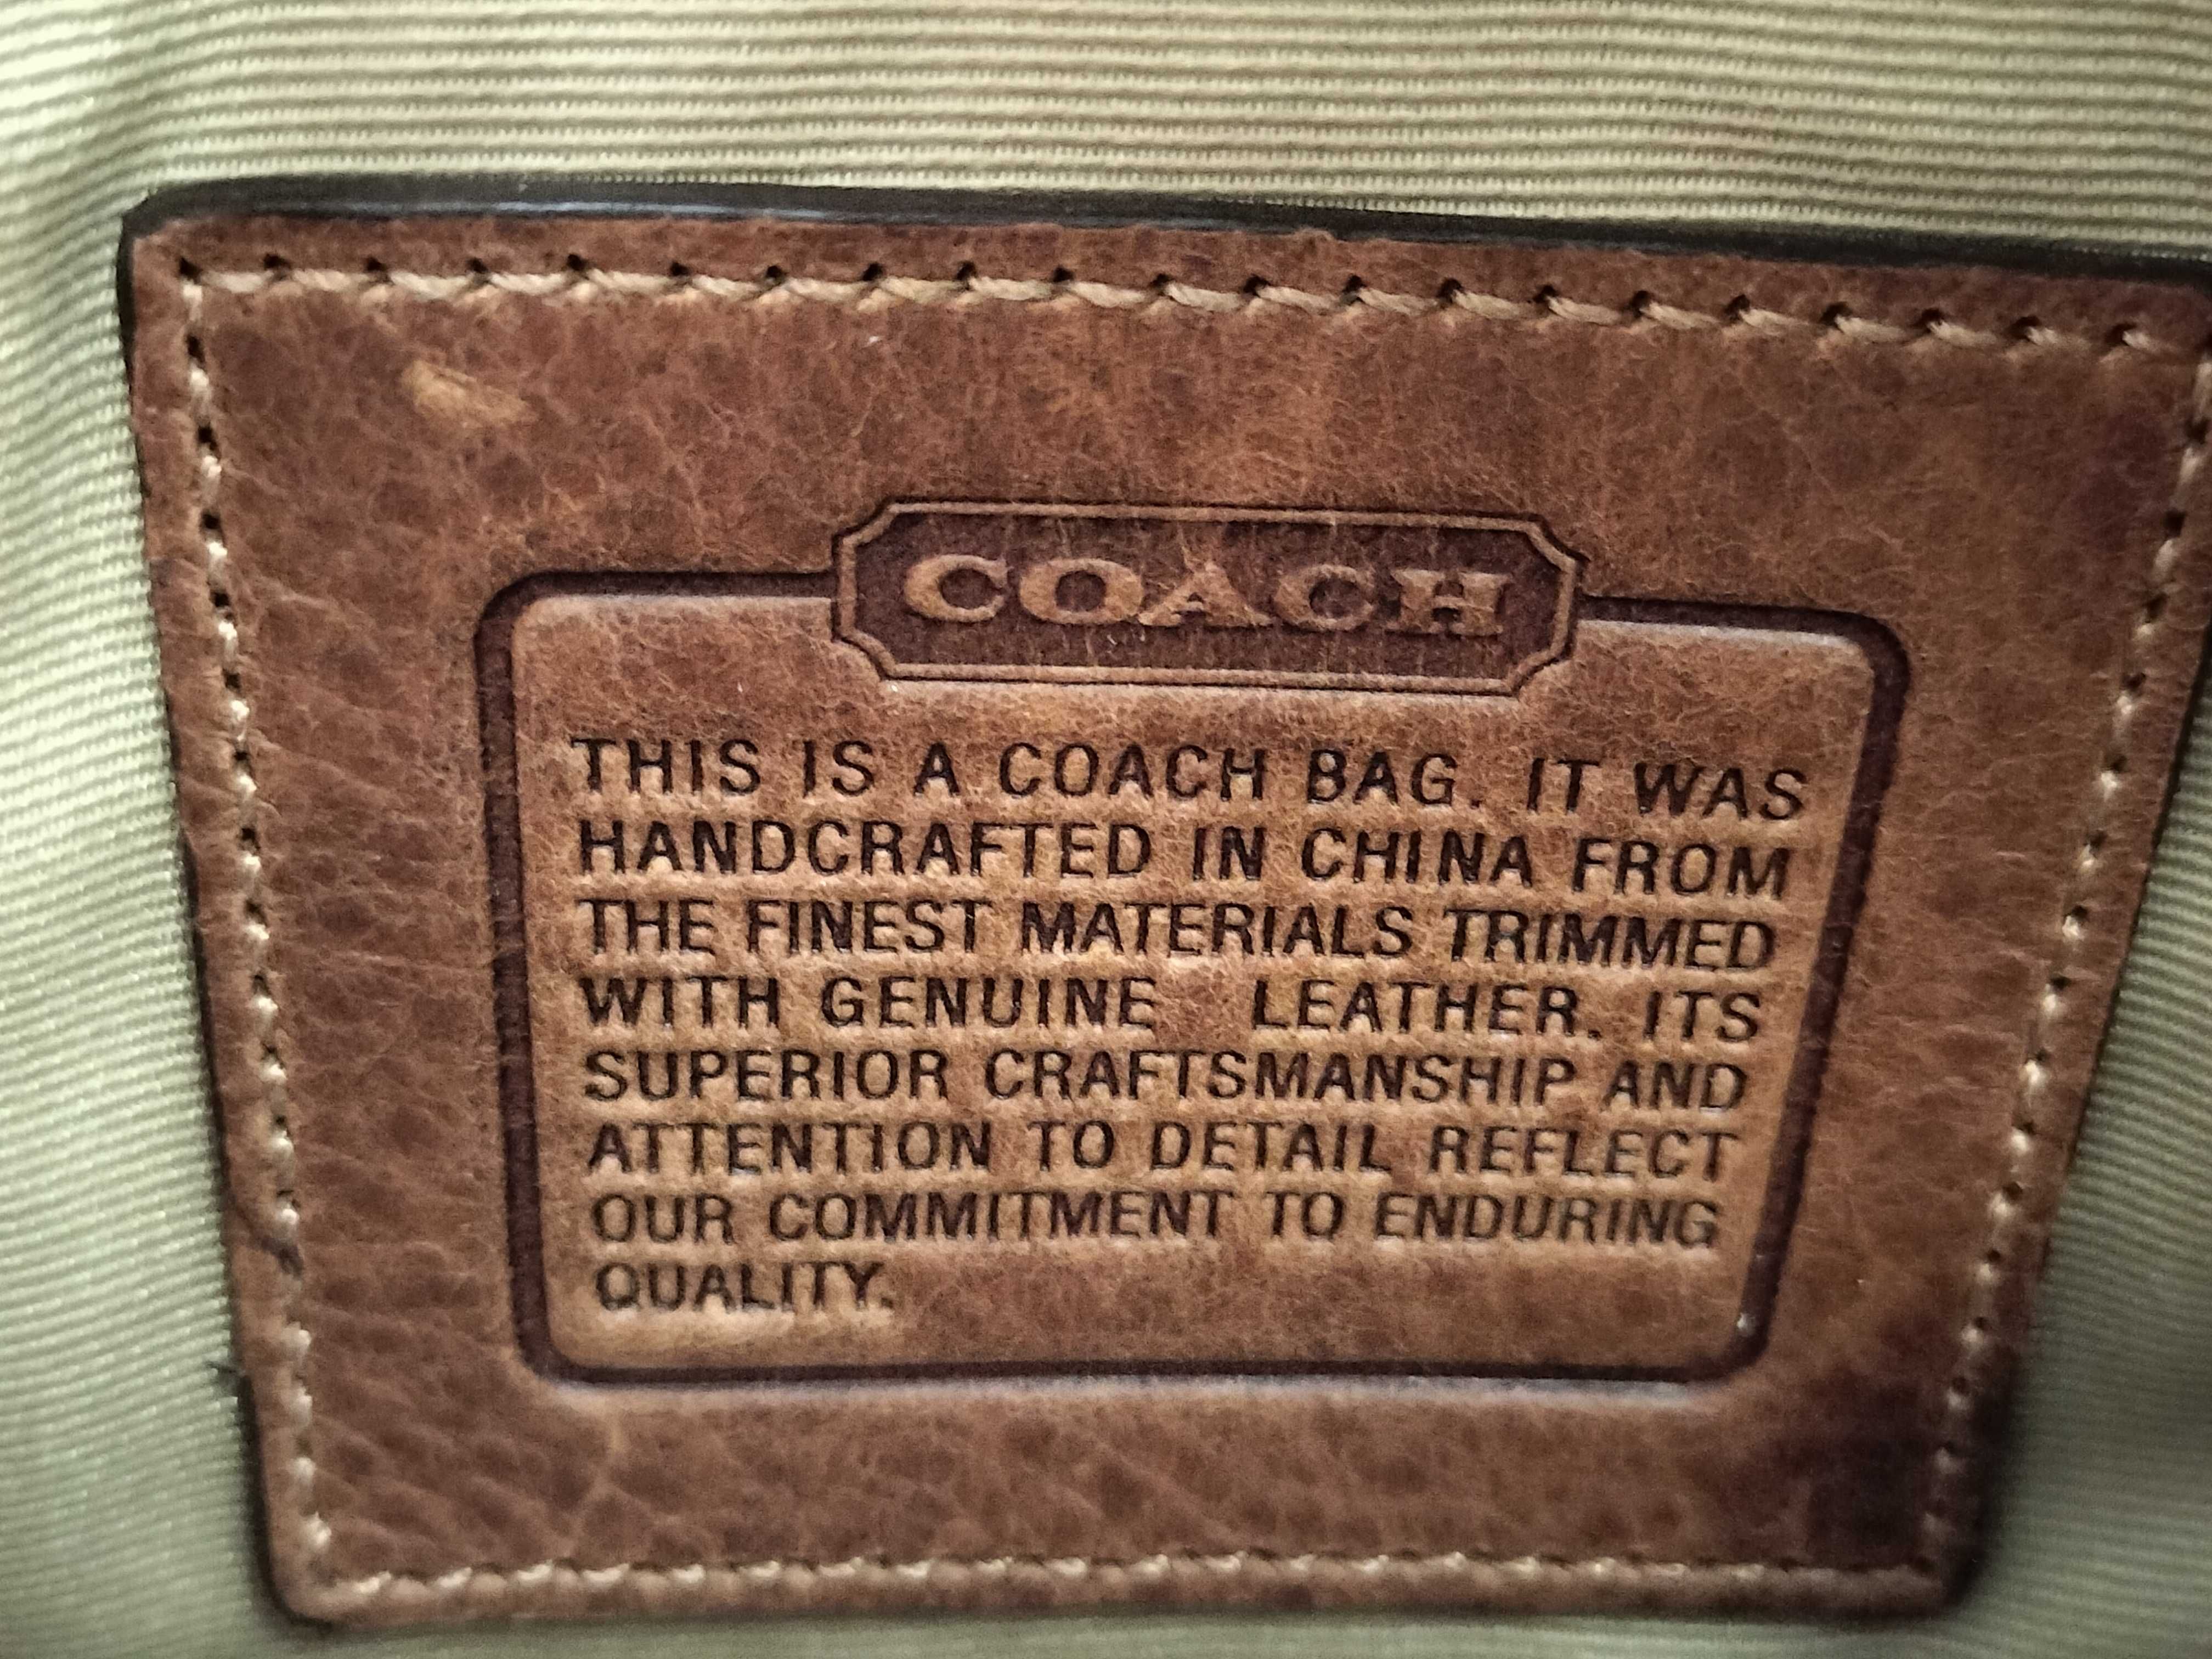 COACH
THIS IS A COACH BAG. IT WAS
HANDCRAFTED IN CHINA FROM
THE FINEST MATERIALS TRIMMED
WITH GENUINE LEATHER. ITS
SUPERIOR CRAFTSMANSHIP AND
ATTENTION TO DETAIL REFLECT
OUR COMMITMENT TO ENDURING
QUALITY.